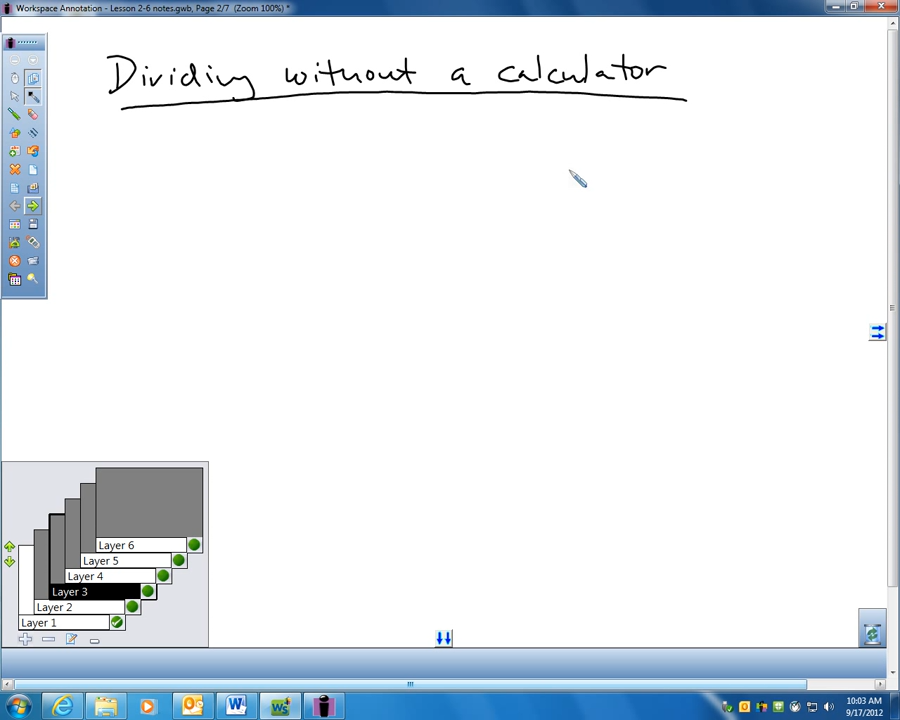 Workspace Annotation - Lesson 2-6 notes.gwb, Page 2/7 (Zoom 100%) *
Dividing without a calculator
Layer 6
Layer 5
Layer 4
Layer 3
Layer 2
Layer 1
10:03 AM
9/17/2012